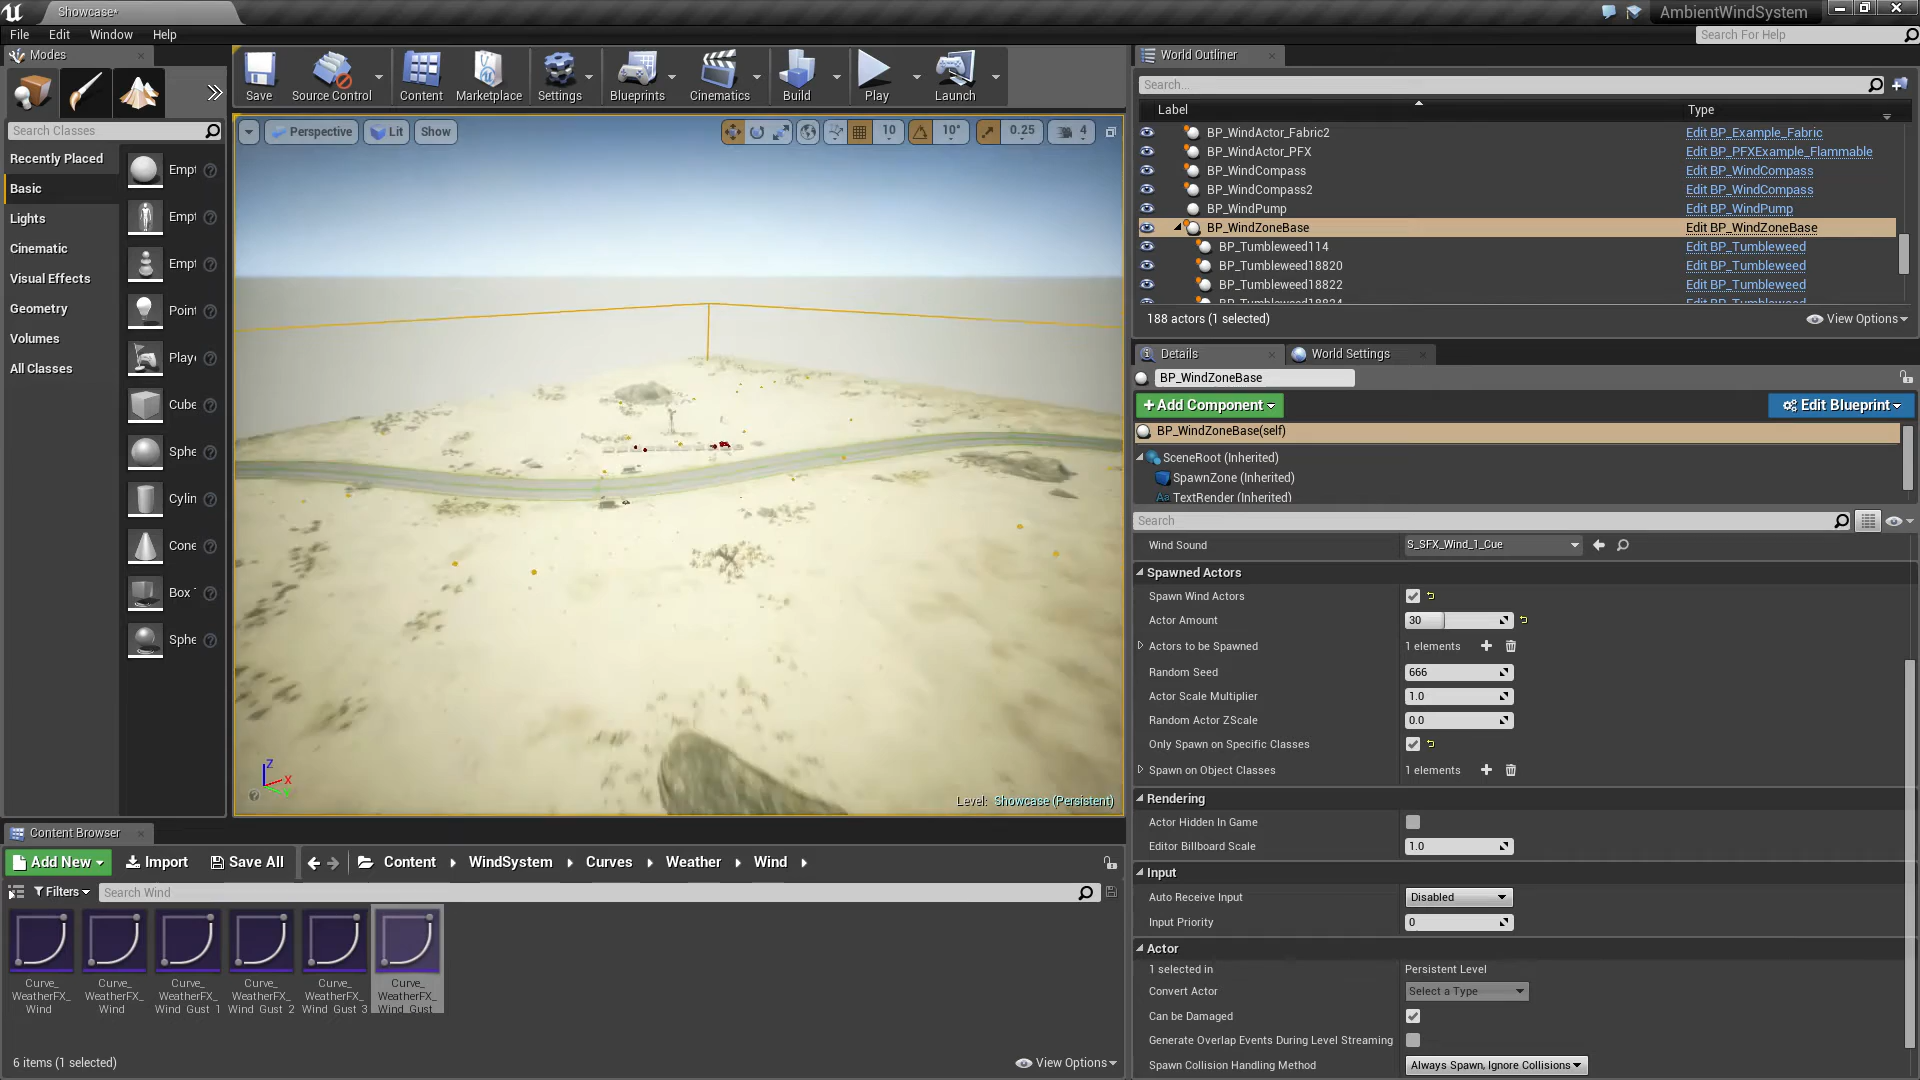 Showcase*
AmbientWindSystem
File Edit Window Help
Search For Help
Modes
Search Classes
Recently Placed
Basic
Lights
Cinematic
Visual Effects
Geometry
Volumes
All Classes
Empt
Empt
Empt
Point
Playe
Cube
Sphe
Cylin
Cone
Box
Sphe
Save
Source Control
Content
Marketplace
Settings
Blueprints
Cinematics
Build
Play
Launch
Perspective
Lit
Show
10
10°
0.25
4
Z
X
Level: Showcase (Persistent)
World Outliner
Search...
Label Type
BP_WindActor_Fabric2 Edit BP_Example_Fabric
BP_WindActor_PFX Edit BP_PFXExample_Flammable
BP_WindCompass Edit BP_WindCompass
BP_WindCompass2 Edit BP_WindCompass
BP_WindPump Edit BP_WindPump
BP_WindZoneBase Edit BP_WindZoneBase
BP_Tumbleweed114 Edit BP_Tumbleweed
BP_Tumbleweed18820 Edit BP_Tumbleweed
BP_Tumbleweed18822 Edit BP_Tumbleweed
BP_Tumbleweed18824 Edit BP_Tumbleweed
188 actors (1 selected)
View Options
Details
World Settings
BP_WindZoneBase
+Add Component
Edit Blueprint
BP_WindZoneBase(self)
SceneRoot (Inherited)
SpawnZone (Inherited)
TextRender (Inherited)
Search
Wind Sound S_SFX_Wind_1_Cue
Spawned Actors
Spawn Wind Actors
Actor Amount 30
Actors to be Spawned 1 elements
Random Seed 666
Actor Scale Multiplier 1.0
Random Actor ZScale 0.0
Only Spawn on Specific Classes
Spawn on Object Classes 1 elements
Rendering
Actor Hidden In Game
Editor Billboard Scale 1.0
Input
Auto Receive Input Disabled
Input Priority 0
Actor
1 selected in Persistent Level
Convert Actor Select a Type
Can be Damaged
Generate Overlap Events During Level Streaming
Spawn Collision Handling Method Always Spawn, Ignore Collisions
Content Browser
Add New
Import
Save All
Content WindSystem Curves Weather Wind
Filters
Search Wind
Curve_
WeatherFX_
Wind
Curve_
WeatherFX_
Wind
Curve_
WeatherFX_
Wind_Gust_1
Curve_
WeatherFX_
Wind_Gust_2
Curve_
WeatherFX_
Wind_Gust_3
Curve_
WeatherFX_
Wind_Gust_
6 items (1 selected)
View Options